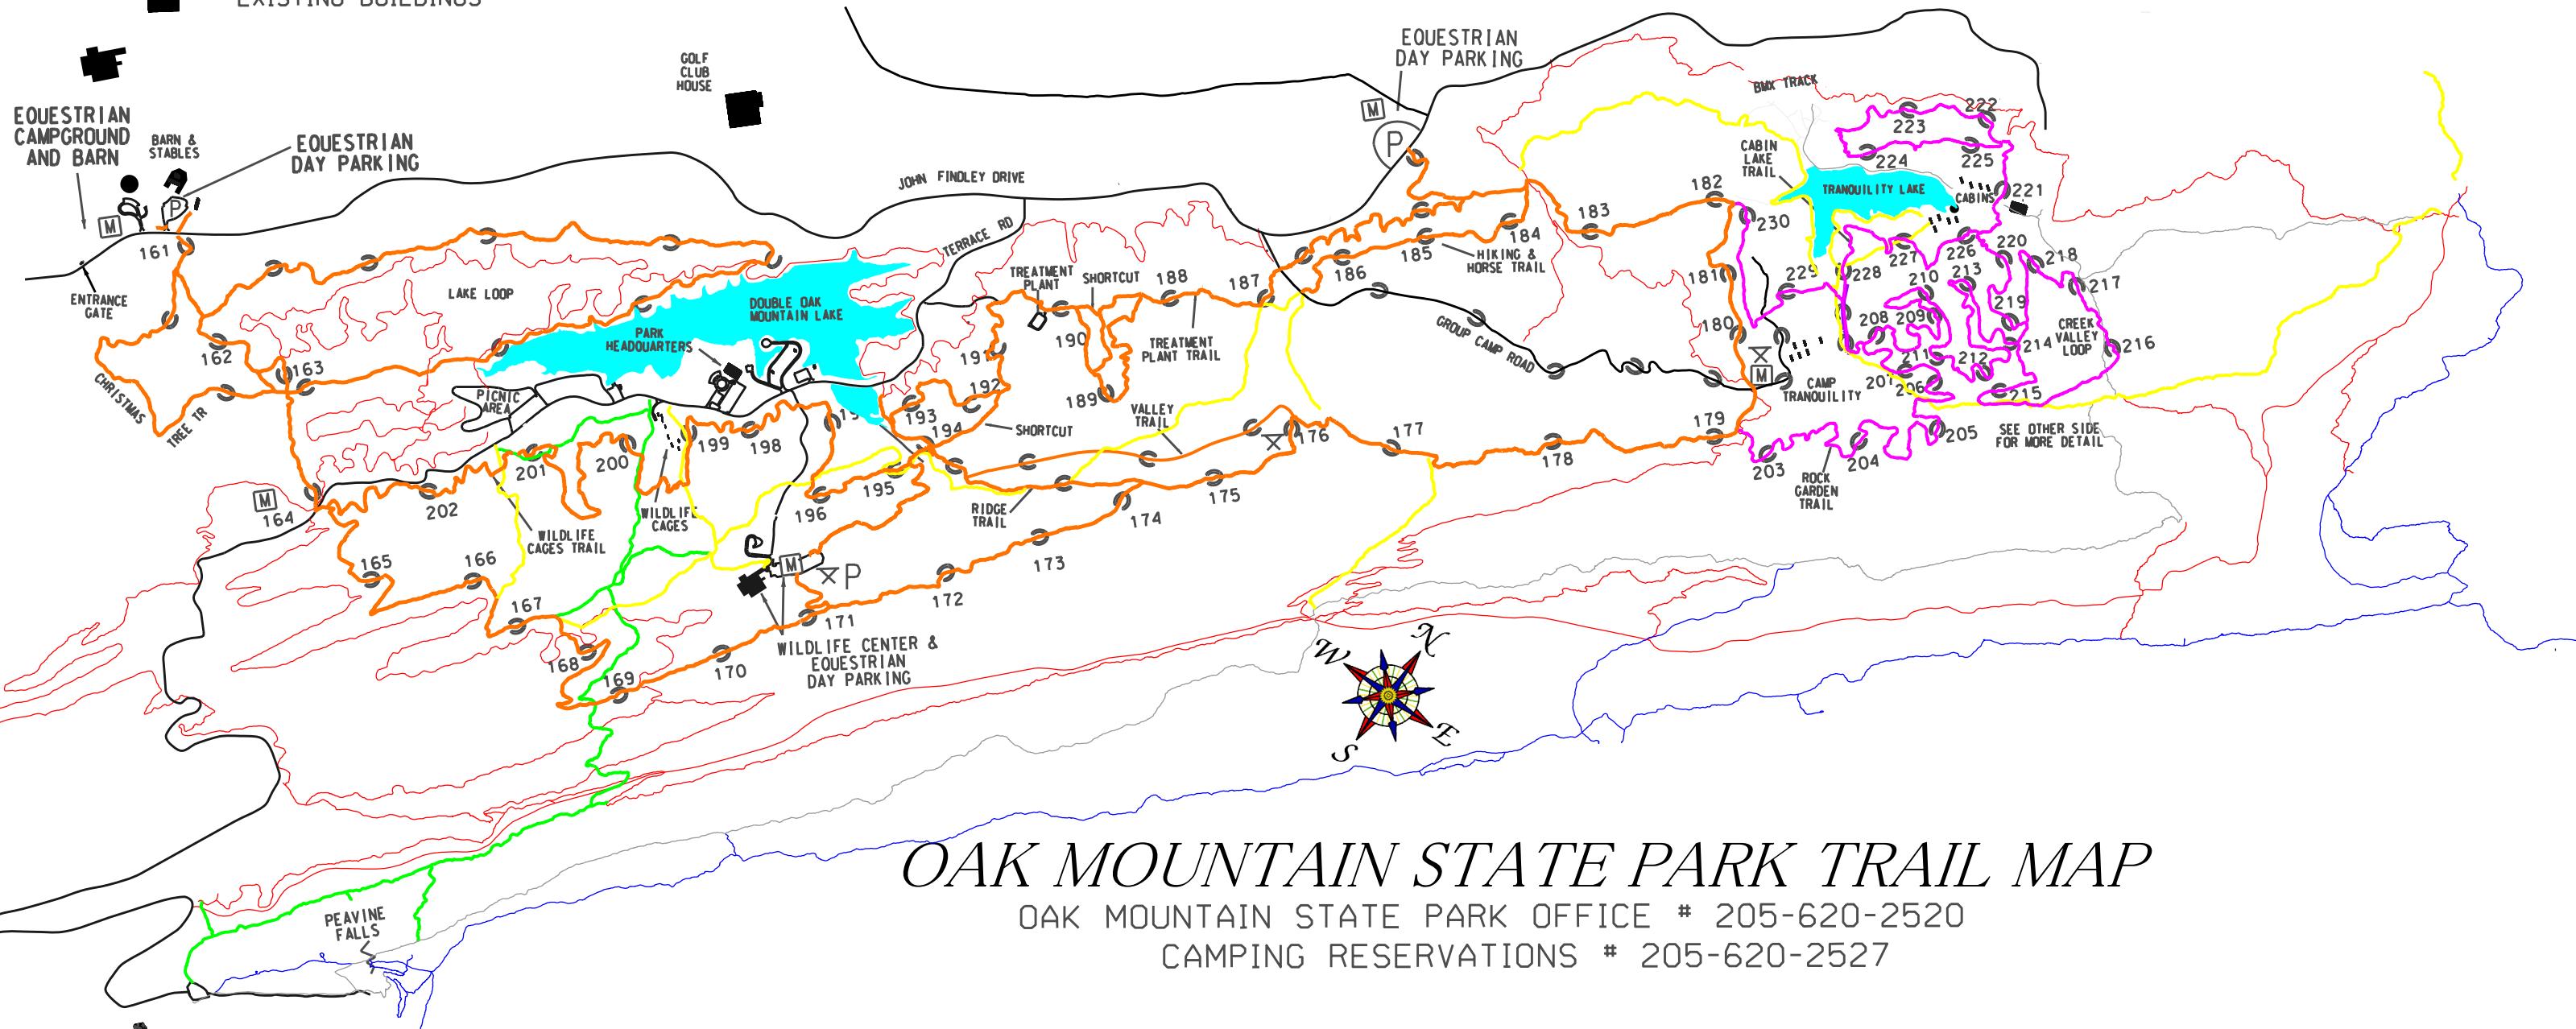 EXISTING BUILDINGS
EQUESTRIAN
CAMPGROUND
AND BARN
BARN &
STABLES
EQUESTRIAN
DAY PARKING
M
P
161
ENTRANCE
GATE
GOLF
CLUB
HOUSE
EQUESTRIAN
DAY PARKING
M
P
JOHN FINDLEY DRIVE
TERRACE RD
LAKE LOOP
DOUBLE OAK
MOUNTAIN LAKE
PARK
HEADQUARTERS
162
163
CHRISTMAS
TREE TR
PICNIC
AREA
TREATMENT
PLANT
SHORTCUT
188
187
186
185
184
183
182
HIKING &
HORSE TRAIL
190
191
192
193
194
189
TREATMENT
PLANT TRAIL
GROUP CAMP ROAD
SHORTCUT
VALLEY
TRAIL
176
177
178
179
180
181
M
BMX TRACK
CABIN
LAKE
TRAIL
TRANQUILITY LAKE
CABINS
222
223
224
225
221
230
229
228
227
226
220
218
217
210
213
219
208
209
211
212
214
207
206
215
216
CREEK
VALLEY
LOOP
CAMP
TRANQUILITY
SEE OTHER SIDE
FOR MORE DETAIL
203
204
205
ROCK
GARDEN
TRAIL
M
164
202
201
200
199
198
196
195
WILDLIFE
CAGES TRAIL
WILDLIFE
CAGES
RIDGE
TRAIL
175
174
173
172
165
166
167
168
169
170
171
M
P
WILDLIFE CENTER &
EQUESTRIAN
DAY PARKING
N
W
E
S
PEAVINE
FALLS
OAK MOUNTAIN STATE PARK TRAIL MAP
OAK MOUNTAIN STATE PARK OFFICE # 205-620-2520
CAMPING RESERVATIONS # 205-620-2527